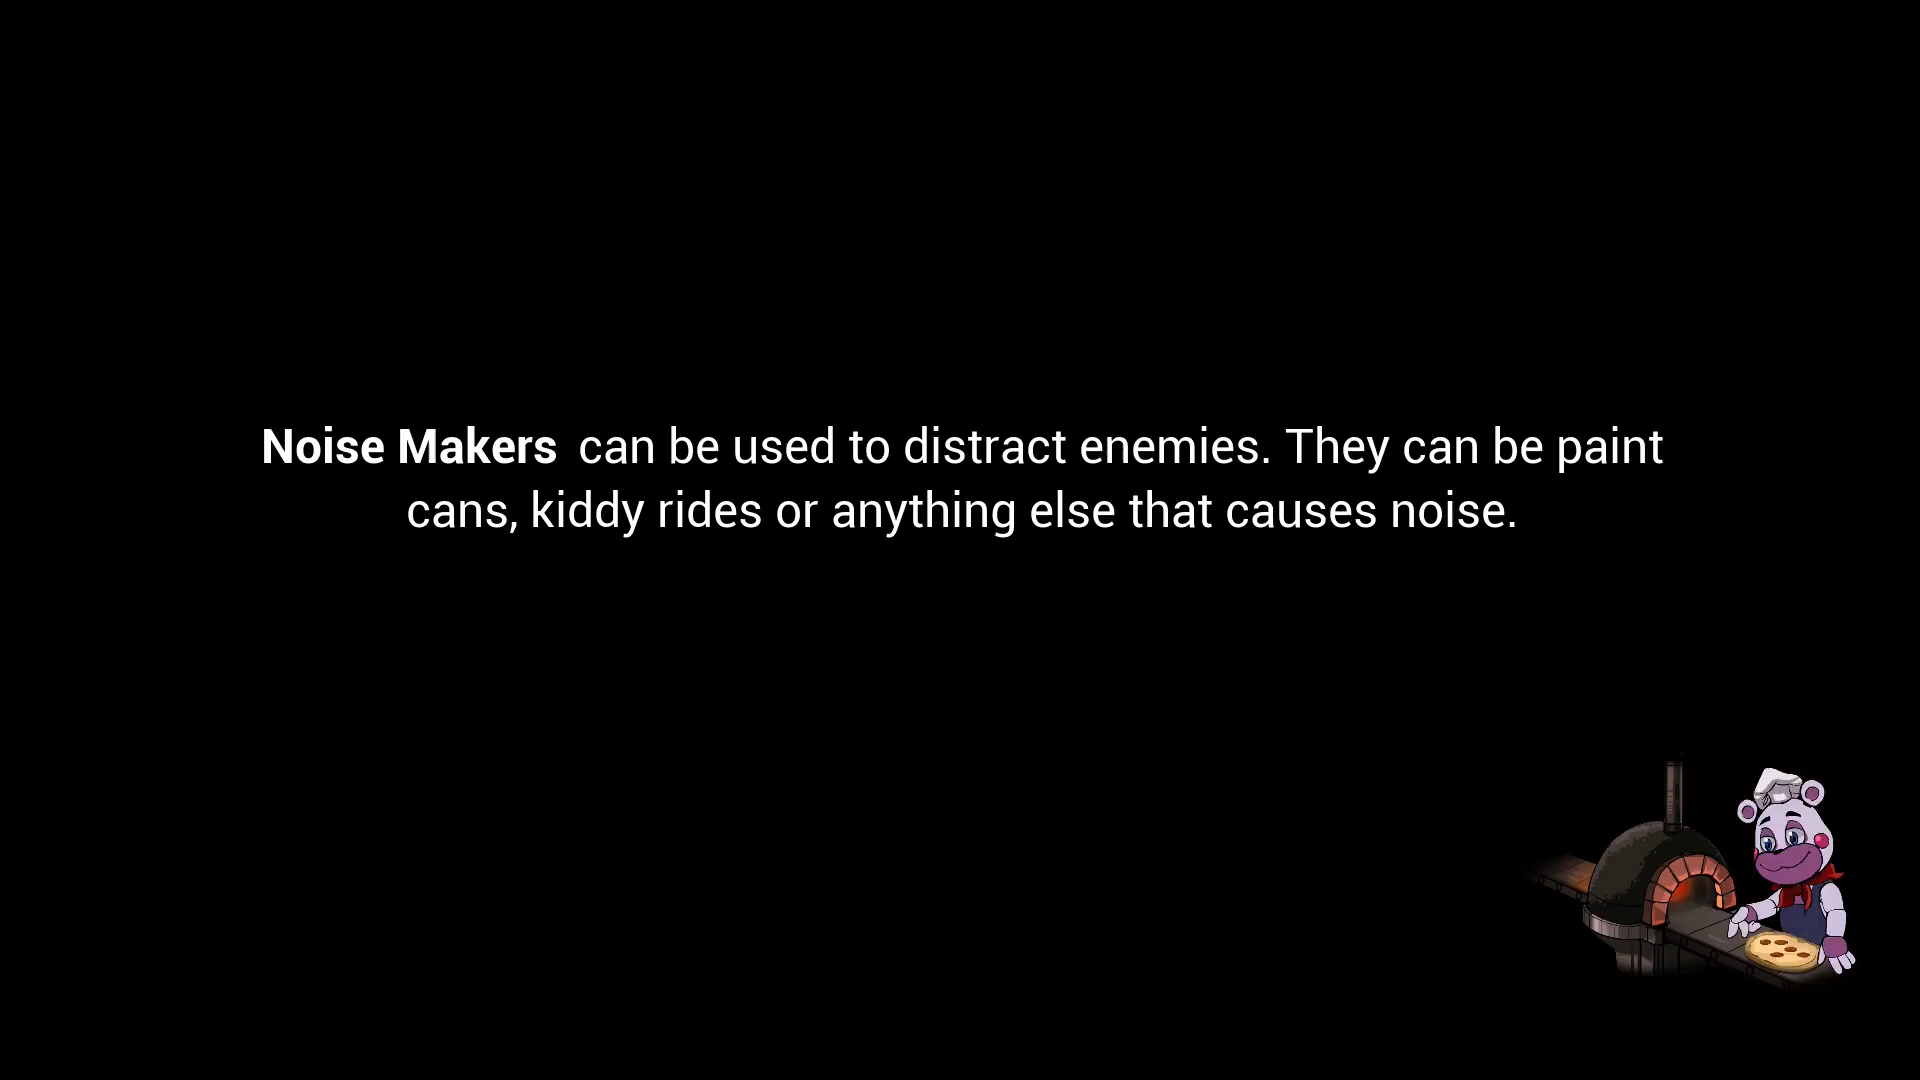 Noise Makers can be used to distract enemies. They can be paint
cans, kiddy rides or anything else that causes noise.